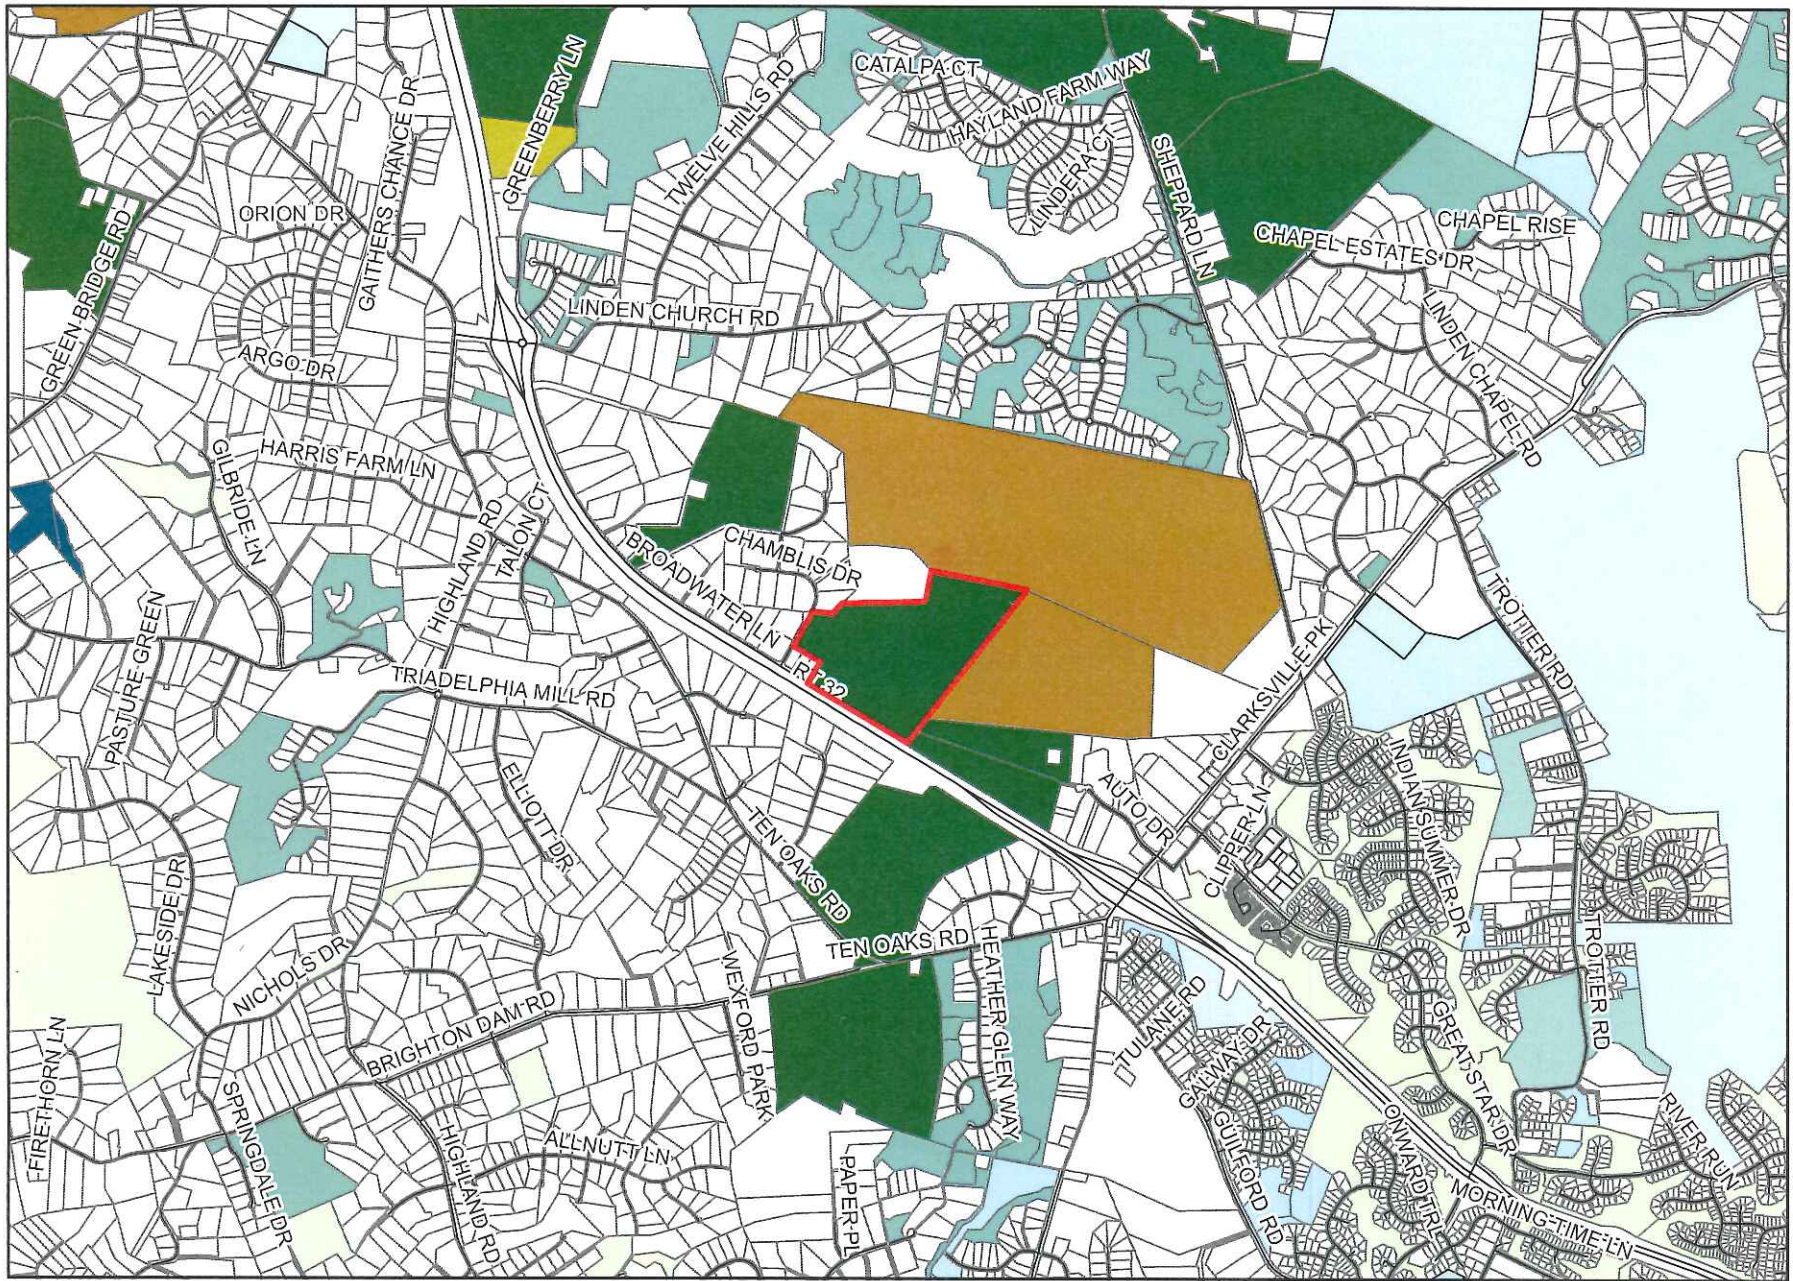 CATALPA CT
GREENBERRY LN
TWELVE HILLS RD
HAYLAND FARM WAY
GAITHERS CHANCE DR
LINDERA CT
SHEPPARD LN
ORION DR
GREEN BRIDGE RD
CHAPEL RISE
CHAPEL ESTATES DR
LINDEN CHURCH RD
LINDEN CHAPEL RD
ARGO DR
HARRIS FARM LN
GILBRIDE LN
HIGHLAND RD
TALON CT
BROADWATER LN
CHAMBLIS DR
RT 32
PASTURE GREEN
TRIADELPHIA MILL RD
TROTTER RD
CLARKSVILLE PK
ELLIOTT DR
AUTO DR
CLIPPER LN
INDIAN SUMMER DR
TEN OAKS RD
LAKESIDE DR
NICHOLS DR
TEN OAKS RD
HEATHER GLEN WAY
TROTTER RD
WEXFORD PARK
BRIGHTON DAM RD
TULANE RD
GALWAY DR
GREAT STAR DR
FIRETHORN LN
SPRINGDALE DR
HIGHLAND RD
ALLNUTT LN
PAPER PL
GUILFORD RD
ONWARD TRL
RIVER RUN
MORNING TIME LN